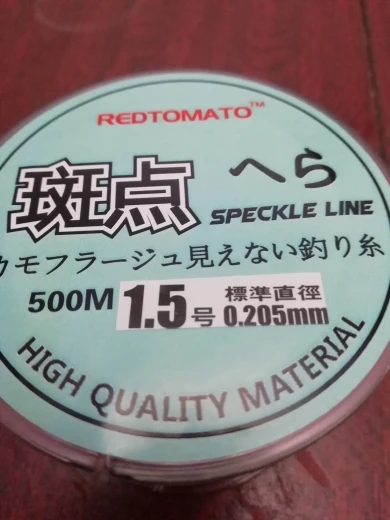 REDTOMATO™
斑点 へら
SPECKLE LINE
カモフラージュ見えない釣り糸
500M 1.5号 標準直徑 0.205mm
HIGH QUALITY MATERIAL